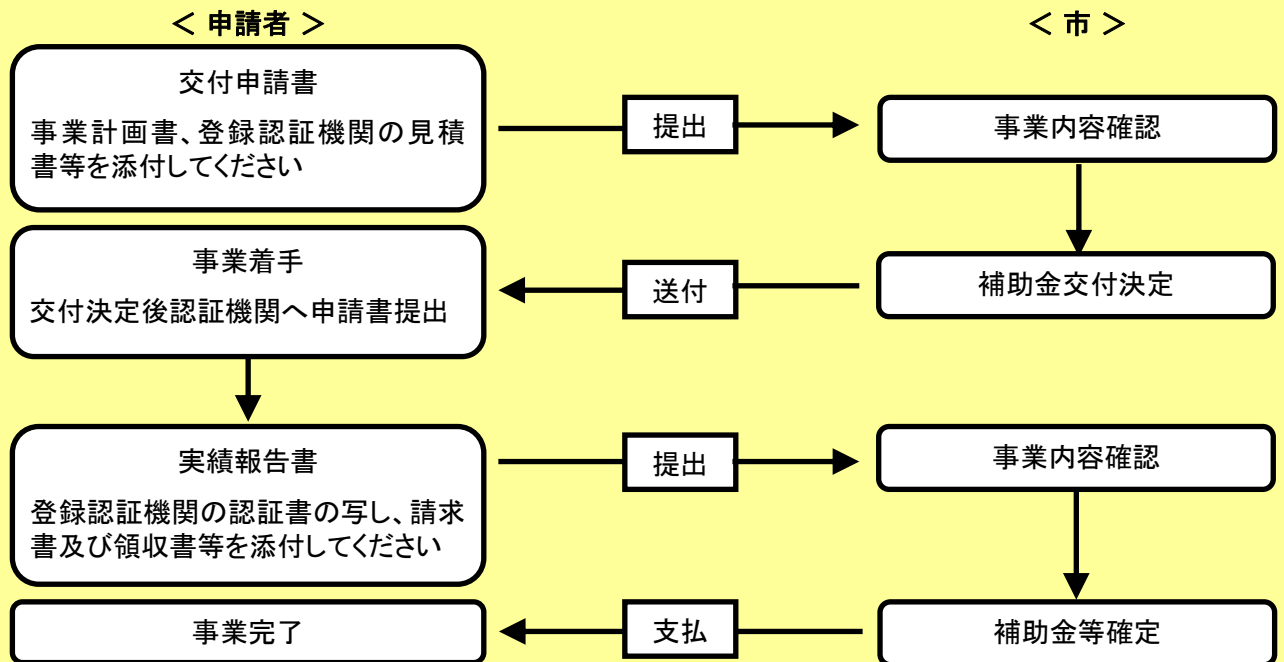 ＜ 申請者 ＞
＜ 市 ＞
交付申請書
事業計画書、登録認証機関の見積
書等を添付してください
提出
事業内容確認
事業着手
交付決定後認証機関へ申請書提出
送付
補助金交付決定
実績報告書
登録認証機関の認証書の写し、請求
書及び領収書等を添付してください
提出
事業内容確認
事業完了
支払
補助金等確定